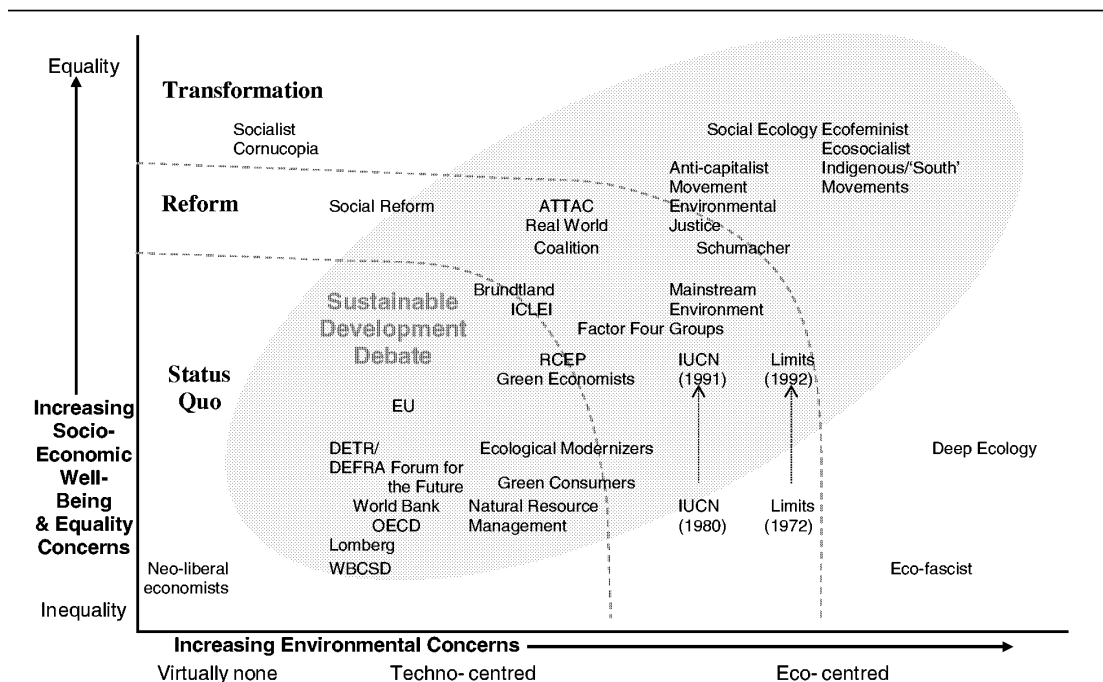 Equality
Transformation
Socialist
Cornucopia
Social Ecology Ecofeminist
Ecosocialist
Indigenous/'South'
Movements
Anti-capitalist
Movement
Environmental
Justice
Reform
Social Reform
ATTAC
Real World
Coalition
Schumacher
Sustainable
Development
Debate
Brundtland
ICLEI
Mainstream
Environment
Factor Four Groups
RCEP
Green Economists
IUCN
(1991)
Limits
(1992)
Status
Quo
EU
Increasing
Socio-
Economic
Well-
Being
& Equality
Concerns
DETR/
DEFRA Forum for
the Future
World Bank
OECD
Lomberg
WBCSD
Ecological Modernizers
Green Consumers
Natural Resource
Management
IUCN
(1980)
Limits
(1972)
Deep Ecology
Neo-liberal
economists
Eco-fascist
Inequality
Increasing Environmental Concerns
Virtually none
Techno- centred
Eco- centred